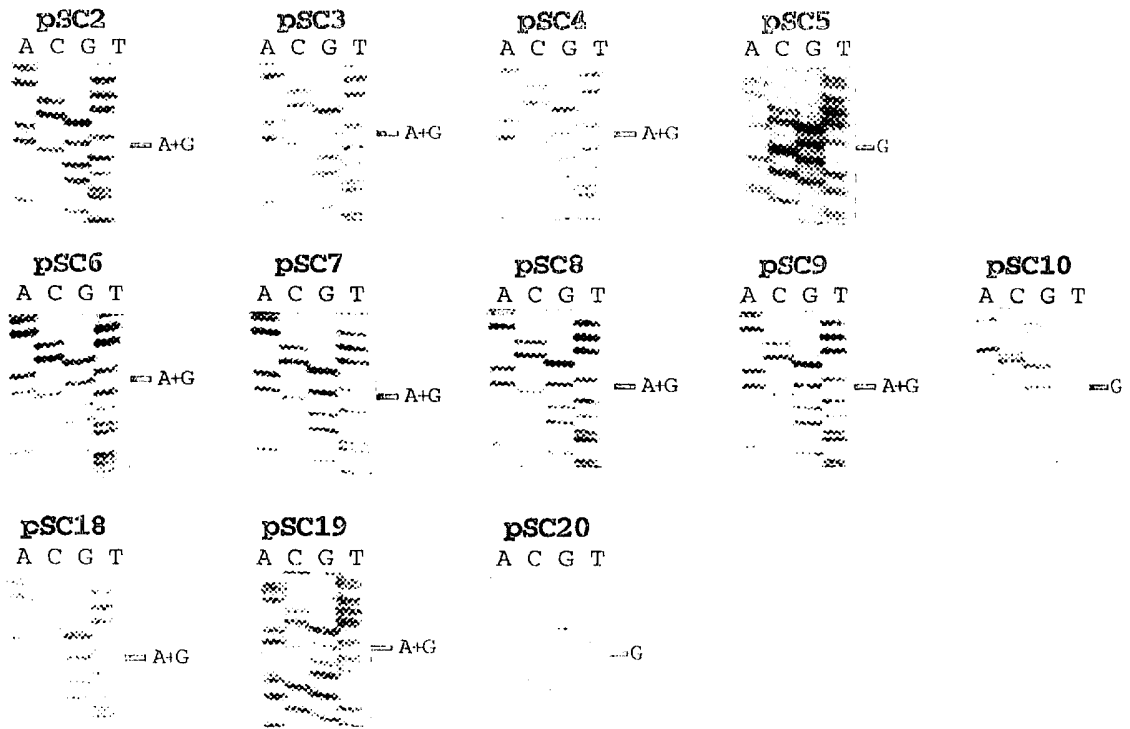 pSC2 pSC3 pSC4 pSC5
A C G T A C G T A C G T A C G T
A+G A+G A+G G
pSC6 pSC7 pSC8 pSC9 pSC10
A C G T A C G T A C G T A C G T A C G T
A+G A+G A+G A+G G
pSC18 pSC19 pSC20
A C G T A C G T A C G T
A+G A+G G